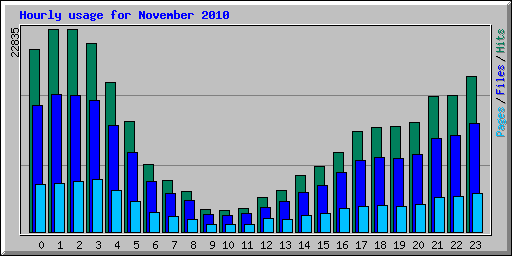 Hourly usage for November 2010
22835
Pages / Files / Hits
0 1 2 3 4 5 6 7 8 9 10 11 12 13 14 15 16 17 18 19 20 21 22 23